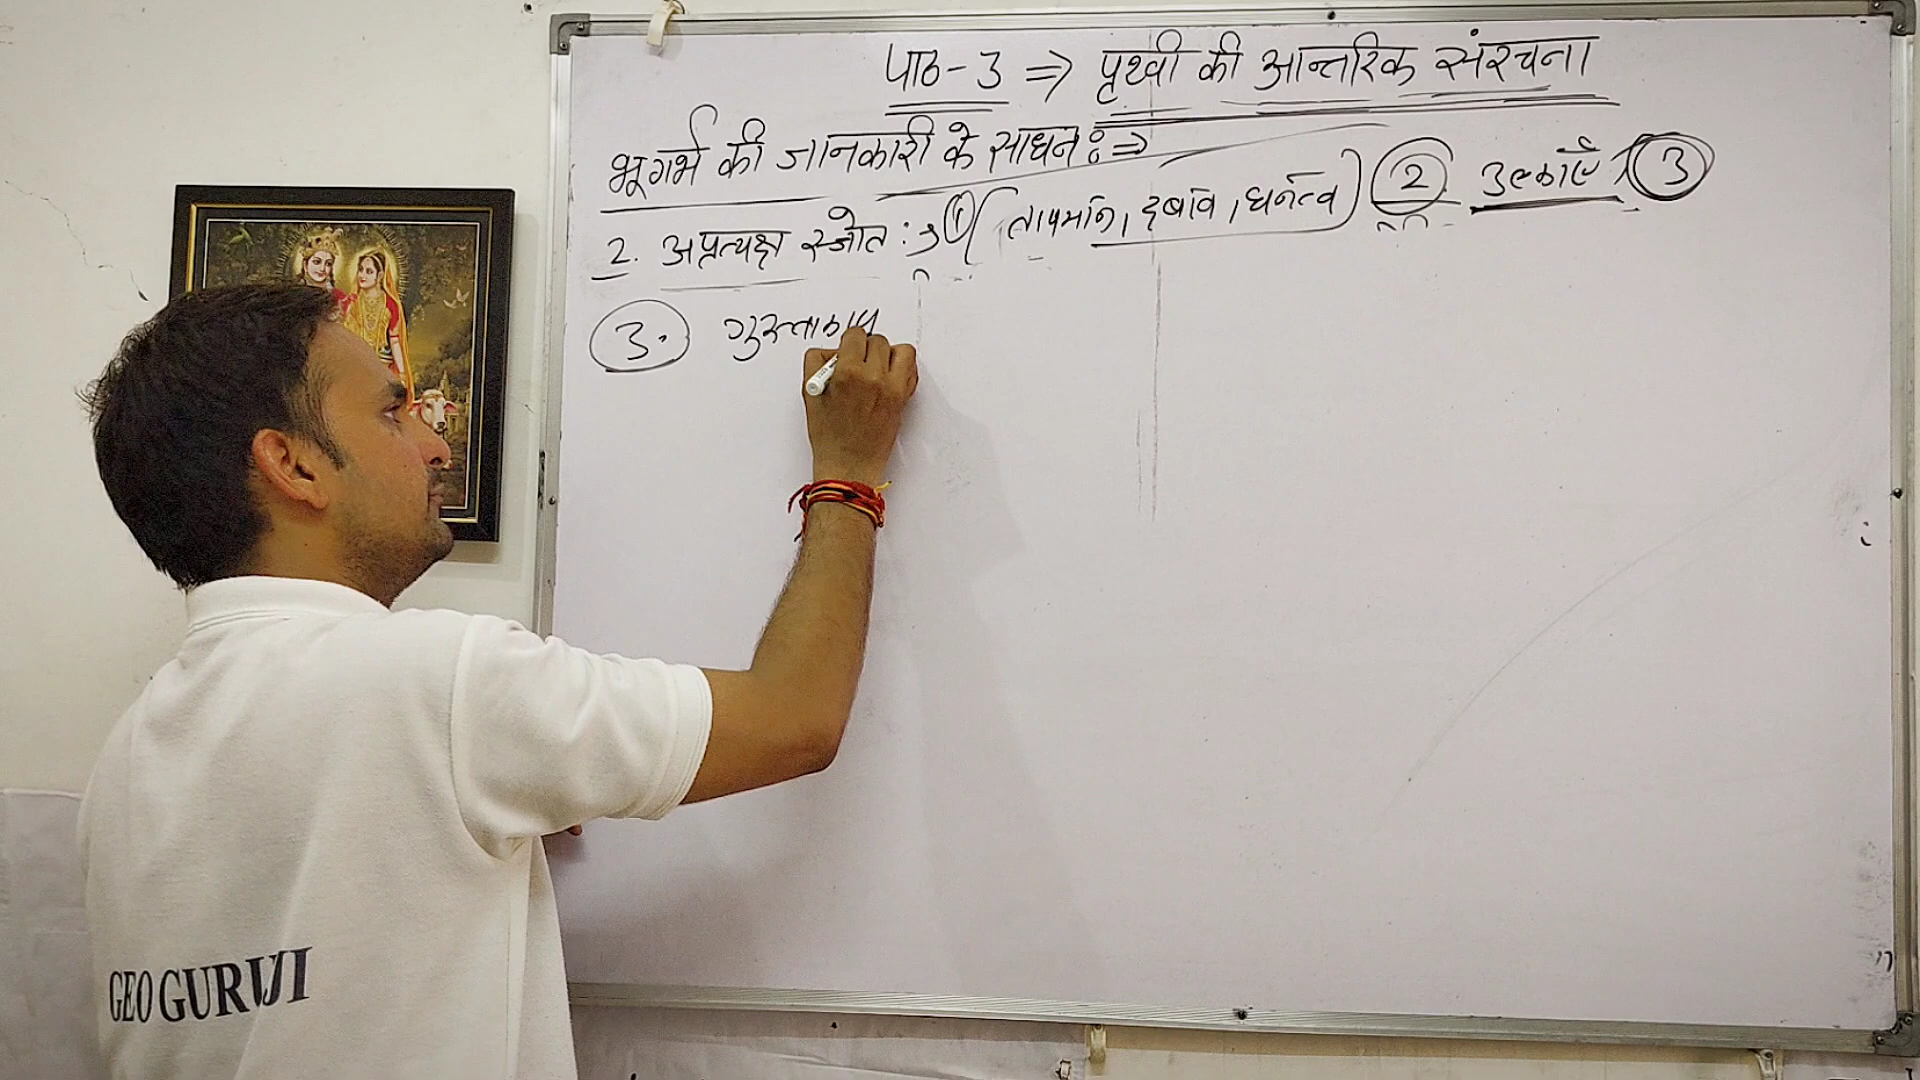 पाठ-3 ⇒ पृथ्वी की आन्तरिक संरचना
भूगर्भ की जानकारी के साधन : ⇒
2. अप्रत्यक्ष स्त्रोत : → (1) (तापमान, दबाव, घनत्व) (2) उल्काएँ, (3)
3. गुरुत्वाक
GEO GURUJI